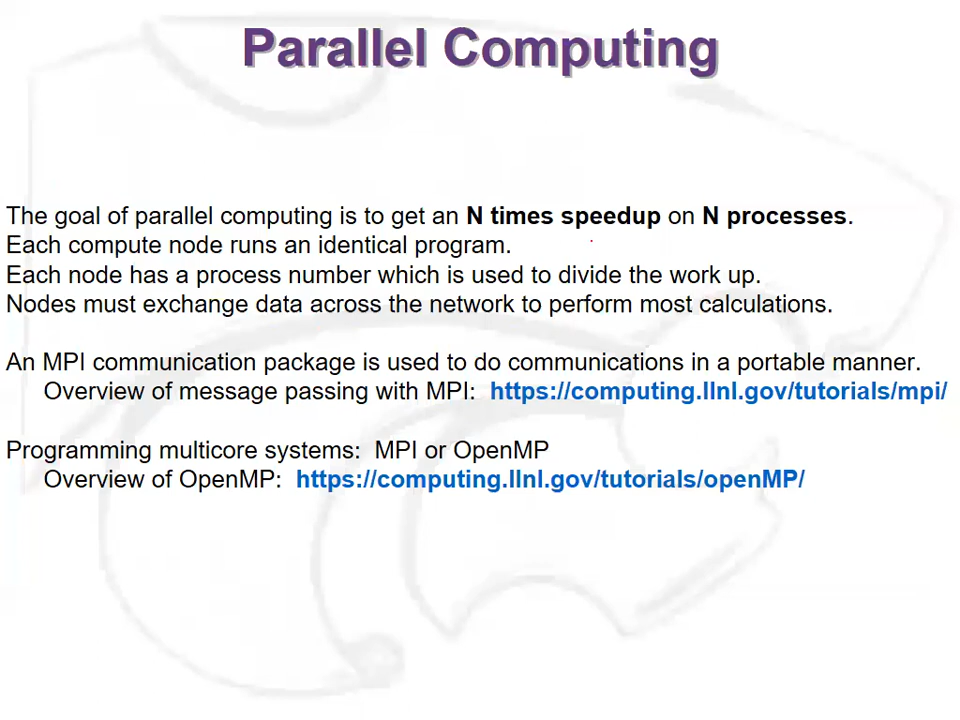 Parallel Computing
The goal of parallel computing is to get an N times speedup on N processes.
Each compute node runs an identical program.
Each node has a process number which is used to divide the work up.
Nodes must exchange data across the network to perform most calculations.
An MPI communication package is used to do communications in a portable manner.
Overview of message passing with MPI: https://computing.llnl.gov/tutorials/mpi/
Programming multicore systems: MPI or OpenMP
Overview of OpenMP: https://computing.llnl.gov/tutorials/openMP/